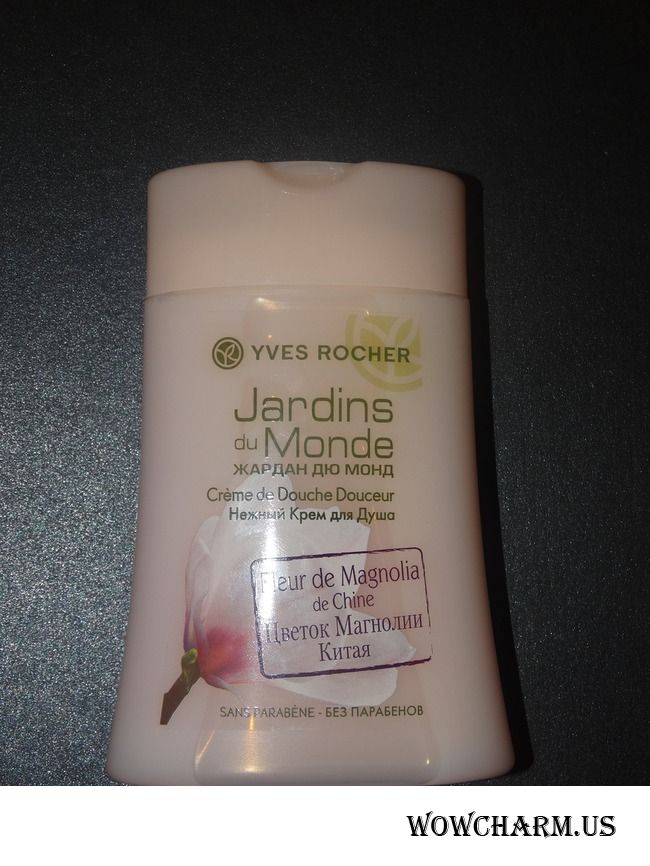 YVES ROCHER
Jardins
du Monde
ЖАРДАН ДЮ МОНД
Crème de Douche Douceur
Нежный Крем для Душа
Fleur de Magnolia
de Chine
Цветок Магнолии
Китая
SANS PARABÈNE - БЕЗ ПАРАБЕНОВ
WOWCHARM.US